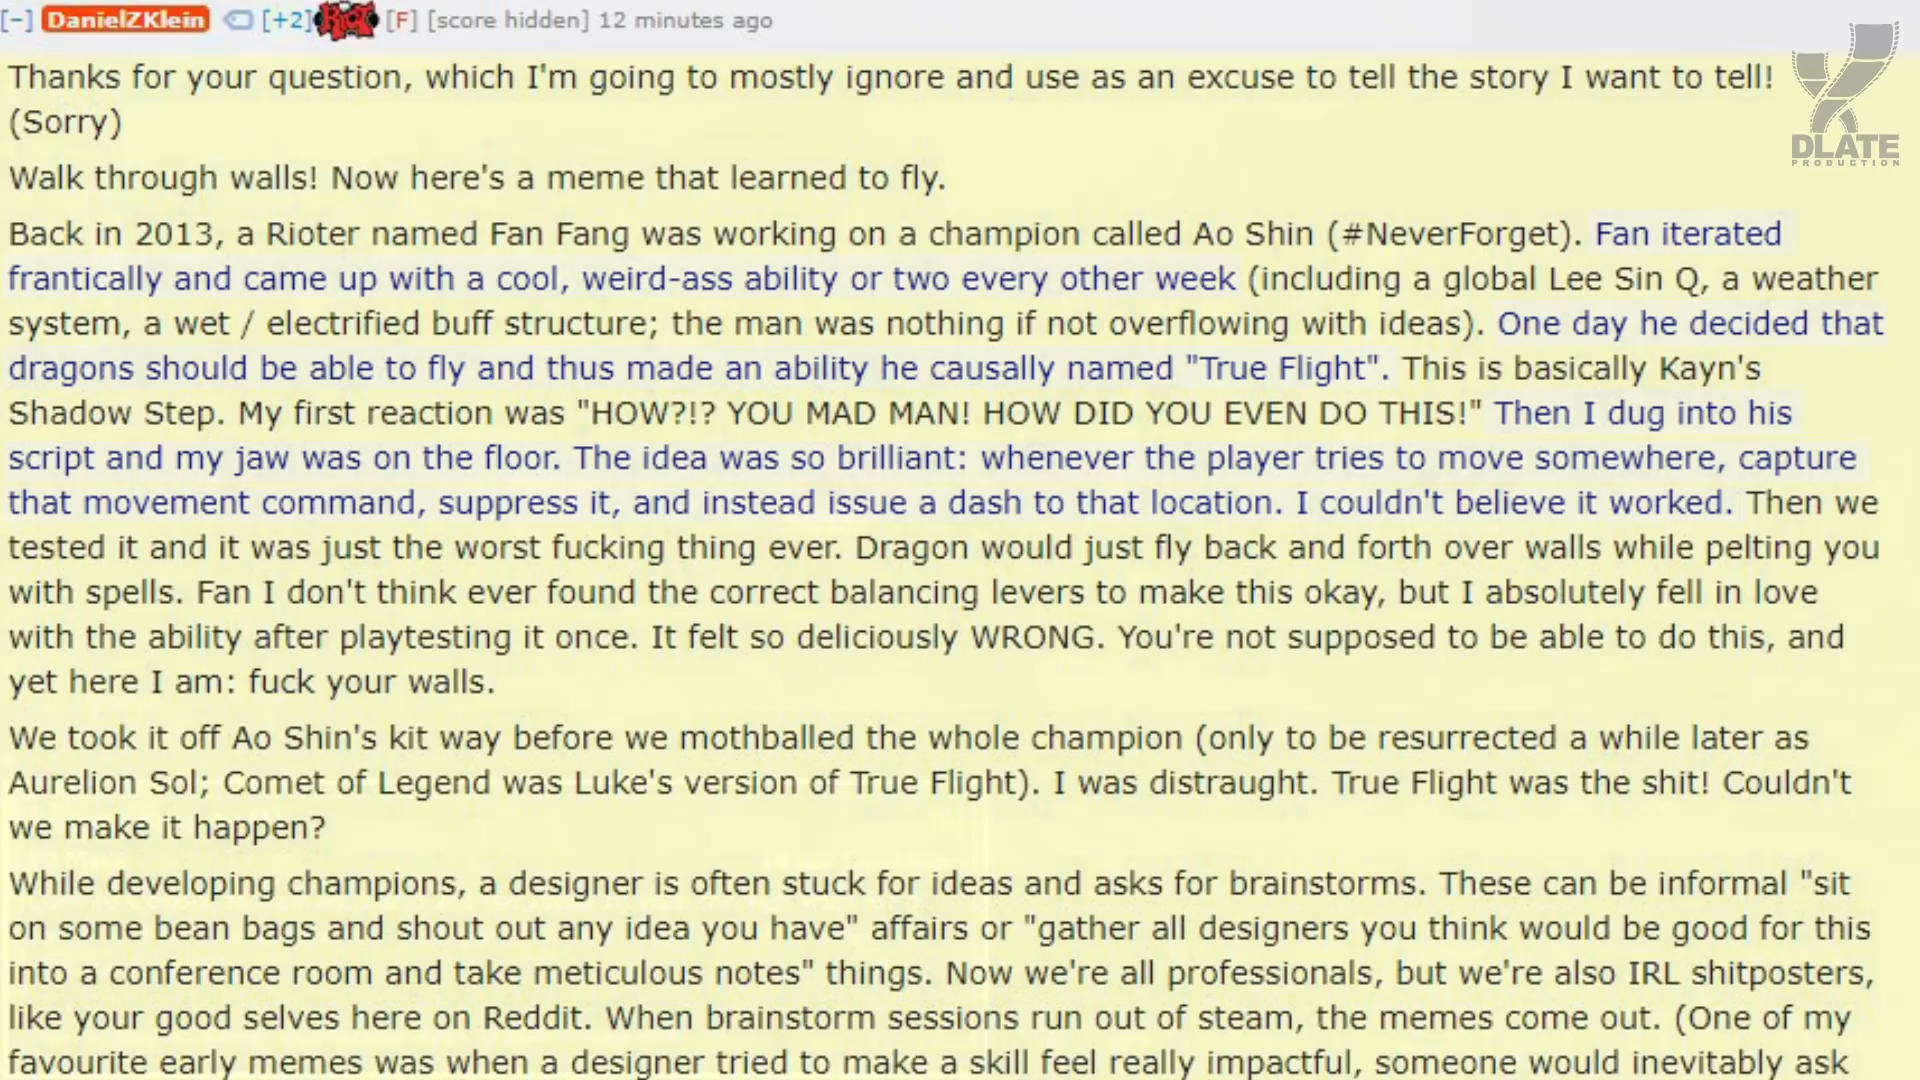 [−] DanielZKlein [+2] RIOT [F] [score hidden] 12 minutes ago
DLATE
PRODUCTION
Thanks for your question, which I'm going to mostly ignore and use as an excuse to tell the story I want to tell!
(Sorry)
Walk through walls! Now here's a meme that learned to fly.
Back in 2013, a Rioter named Fan Fang was working on a champion called Ao Shin (#NeverForget). Fan iterated
frantically and came up with a cool, weird-ass ability or two every other week (including a global Lee Sin Q, a weather
system, a wet / electrified buff structure; the man was nothing if not overflowing with ideas). One day he decided that
dragons should be able to fly and thus made an ability he causally named "True Flight". This is basically Kayn's
Shadow Step. My first reaction was "HOW?!? YOU MAD MAN! HOW DID YOU EVEN DO THIS!" Then I dug into his
script and my jaw was on the floor. The idea was so brilliant: whenever the player tries to move somewhere, capture
that movement command, suppress it, and instead issue a dash to that location. I couldn't believe it worked. Then we
tested it and it was just the worst fucking thing ever. Dragon would just fly back and forth over walls while pelting you
with spells. Fan I don't think ever found the correct balancing levers to make this okay, but I absolutely fell in love
with the ability after playtesting it once. It felt so deliciously WRONG. You're not supposed to be able to do this, and
yet here I am: fuck your walls.
We took it off Ao Shin's kit way before we mothballed the whole champion (only to be resurrected a while later as
Aurelion Sol; Comet of Legend was Luke's version of True Flight). I was distraught. True Flight was the shit! Couldn't
we make it happen?
While developing champions, a designer is often stuck for ideas and asks for brainstorms. These can be informal "sit
on some bean bags and shout out any idea you have" affairs or "gather all designers you think would be good for this
into a conference room and take meticulous notes" things. Now we're all professionals, but we're also IRL shitposters,
like your good selves here on Reddit. When brainstorm sessions run out of steam, the memes come out. (One of my
favourite early memes was when a designer tried to make a skill feel really impactful, someone would inevitably ask